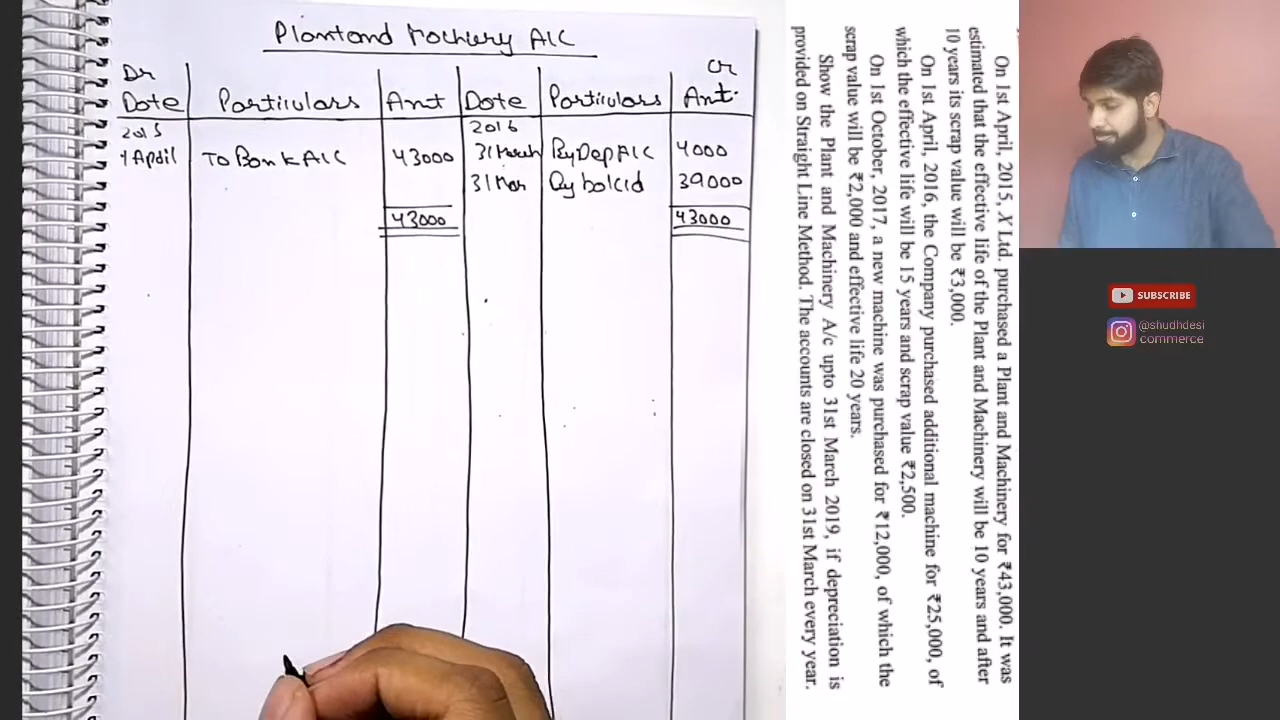 Plantand Machinery A/C
Dr
Cr
Date Particulars Amt Date Particulars Amt.
2015
1 April To Bank A/C 43000
2016
31 March By Dep A/C 4000
31 Mar By bal c/d 39000
43000
43000
On 1st April, 2015, X Ltd. purchased a Plant and Machinery for ₹43,000. It was
estimated that the effective life of the Plant and Machinery will be 10 years and after
10 years its scrap value will be ₹3,000.
On 1st April, 2016, the Company purchased additional machine for ₹25,000, of
which the effective life will be 15 years and scrap value ₹2,500.
On 1st October, 2017, a new machine was purchased for ₹12,000, of which the
scrap value will be ₹2,000 and effective life 20 years.
Show the Plant and Machinery A/c upto 31st March 2019, if depreciation is
provided on Straight Line Method. The accounts are closed on 31st March every year.
SUBSCRIBE
@shudhdesi
commerce